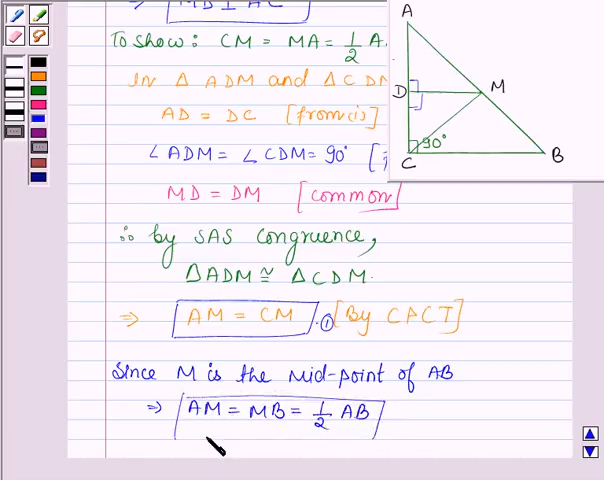 ⇒ MD ⊥ AC
To show: CM = MA = 1/2 A
In Δ ADM and Δ CDM
AD = DC [from (i)]
∠ADM = ∠CDM = 90° [
MD = DM [common]
∴ by SAS congruence,
ΔADM ≅ ΔCDM.
⇒ AM = CM . ① [By CPCT]
Since M is the mid-point of AB
⇒ AM = MB = 1/2 AB
A
D
M
90°
C
B